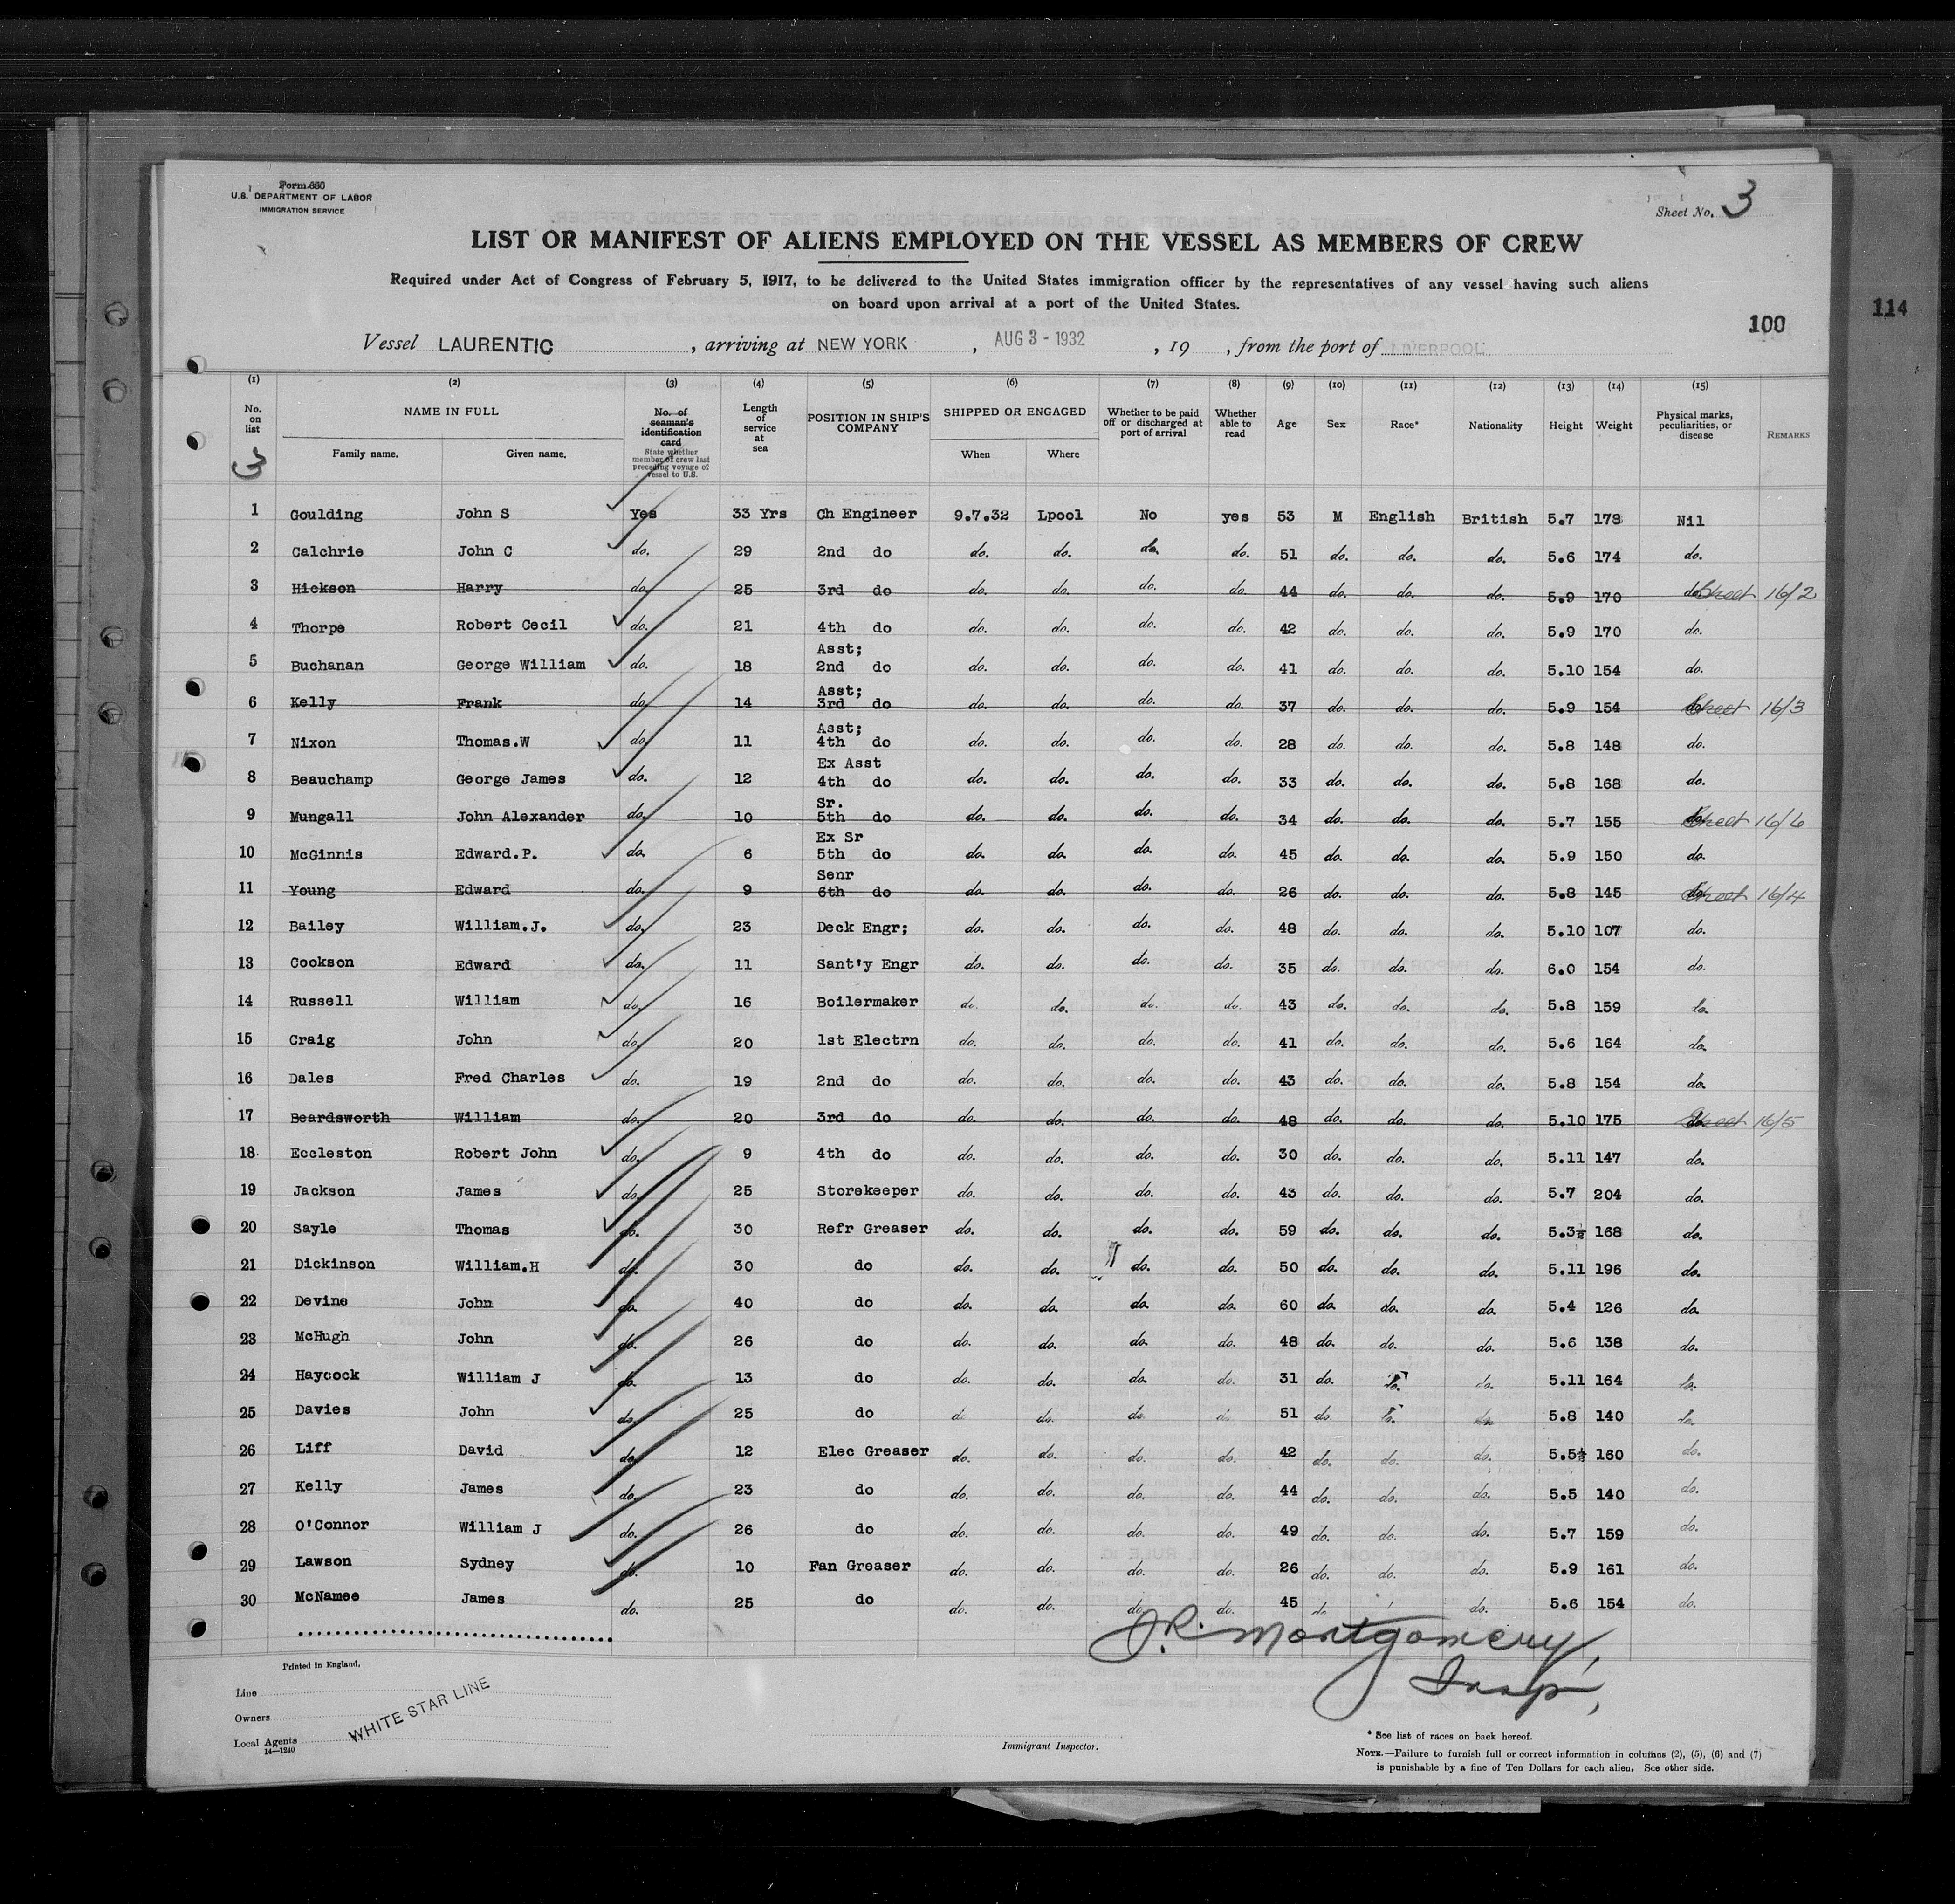 Form 680
U.S. DEPARTMENT OF LABOR
IMMIGRATION SERVICE
Sheet No. 3
LIST OR MANIFEST OF ALIENS EMPLOYED ON THE VESSEL AS MEMBERS OF CREW
Required under Act of Congress of February 5, 1917, to be delivered to the United States immigration officer by the representatives of any vessel having such aliens
on board upon arrival at a port of the United States.
100
114
Vessel LAURENTIC , arriving at NEW YORK , AUG 3 - 1932 , 19 , from the port of LIVERPOOL
(1) (2) (3) (4) (5) (6) (7) (8) (9) (10) (11) (12) (13) (14) (15)
No. on list NAME IN FULL Family name. Given name. No. of seaman's identification card State whether member of crew last preceding voyage of vessel to U.S. Length of service at sea POSITION IN SHIP'S COMPANY SHIPPED OR ENGAGED When Where Whether to be paid off or discharged at port of arrival Whether able to read Age Sex Race* Nationality Height Weight Physical marks, peculiarities, or disease REMARKS
3
1 Goulding John S Yes 33 Yrs Ch Engineer 9.7.32 Lpool No yes 53 M English British 5.7 178 Nil
2 Calchrie John C do. 29 2nd do do. do. do. do. 51 do. do. do. 5.6 174 do.
3 Hickson Harry do. 25 3rd do do. do. do. do. 44 do. do. do. 5.9 170 do. Sheet 16/2
4 Thorpe Robert Cecil do. 21 4th do do. do. do. do. 42 do. do. do. 5.9 170 do.
5 Buchanan George William do. 18 Asst; 2nd do do. do. do. do. 41 do. do. do. 5.10 154 do.
6 Kelly Frank do. 14 Asst; 3rd do do. do. do. do. 37 do. do. do. 5.9 154 do. Sheet 16/3
7 Nixon Thomas.W do. 11 Asst; 4th do do. do. do. do. 28 do. do. do. 5.8 148 do.
8 Beauchamp George James do. 12 Ex Asst 4th do do. do. do. do. 33 do. do. do. 5.8 168 do.
9 Mungall John Alexander do. 10 Sr. 5th do do. do. do. do. 34 do. do. do. 5.7 155 do. Sheet 16/6
10 McGinnis Edward.P. do. 6 Ex Sr 5th do do. do. do. do. 45 do. do. do. 5.9 150 do.
11 Young Edward do. 9 Senr 6th do do. do. do. do. 26 do. do. do. 5.8 145 do. Sheet 16/4
12 Bailey William.J. do. 23 Deck Engr; do. do. do. do. 48 do. do. do. 5.10 107 do.
13 Cookson Edward do. 11 Sant'y Engr do. do. do. do. 35 do. do. do. 6.0 154 do.
14 Russell William do. 16 Boilermaker do. do. do. do. 43 do. do. do. 5.8 159 do.
15 Craig John do. 20 1st Electrn do. do. do. do. 41 do. do. do. 5.6 164 do.
16 Dales Fred Charles do. 19 2nd do do. do. do. do. 43 do. do. do. 5.8 154 do.
17 Beardsworth William do. 20 3rd do do. do. do. do. 48 do. do. do. 5.10 175 do. Sheet 16/5
18 Eccleston Robert John do. 9 4th do do. do. do. do. 30 do. do. do. 5.11 147 do.
19 Jackson James do. 25 Storekeeper do. do. do. do. 43 do. do. do. 5.7 204 do.
20 Sayle Thomas do. 30 Refr Greaser do. do. do. do. 59 do. do. do. 5.3½ 168 do.
21 Dickinson William.H do. 30 do do. do. do. do. 50 do. do. do. 5.11 196 do.
22 Devine John do. 40 do do. do. do. do. 60 do. do. do. 5.4 126 do.
23 McHugh John do. 26 do do. do. do. do. 48 do. do. do. 5.6 138 do.
24 Haycock William J do. 13 do do. do. do. do. 31 do. do. do. 5.11 164 do.
25 Davies John do. 25 do do. do. do. do. 51 do. do. do. 5.8 140 do.
26 Liff David do. 12 Elec Greaser do. do. do. do. 42 do. do. do. 5.5½ 160 do.
27 Kelly James do. 23 do do. do. do. do. 44 do. do. do. 5.5 140 do.
28 O'Connor William J do. 26 do do. do. do. do. 49 do. do. do. 5.7 159 do.
29 Lawson Sydney do. 10 Fan Greaser do. do. do. do. 26 do. do. do. 5.9 161 do.
30 McNamee James do. 25 do do. do. do. do. 45 do. do. 5.6 154 do.
J.R. Montgomery,
Insp,
Printed in England.
Line
Owners
Local Agents
14—1240
WHITE STAR LINE
Immigrant Inspector.
* See list of races on back hereof.
NOTE.—Failure to furnish full or correct information in columns (2), (5), (6) and (7)
is punishable by a fine of Ten Dollars for each alien. See other side.